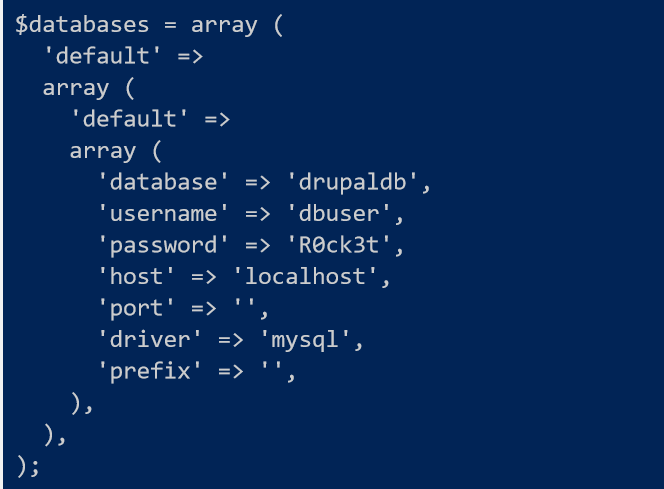 $databases = array (
  'default' =>
  array (
    'default' =>
    array (
      'database' => 'drupaldb',
      'username' => 'dbuser',
      'password' => 'R0ck3t',
      'host' => 'localhost',
      'port' => '',
      'driver' => 'mysql',
      'prefix' => '',
    ),
  ),
);